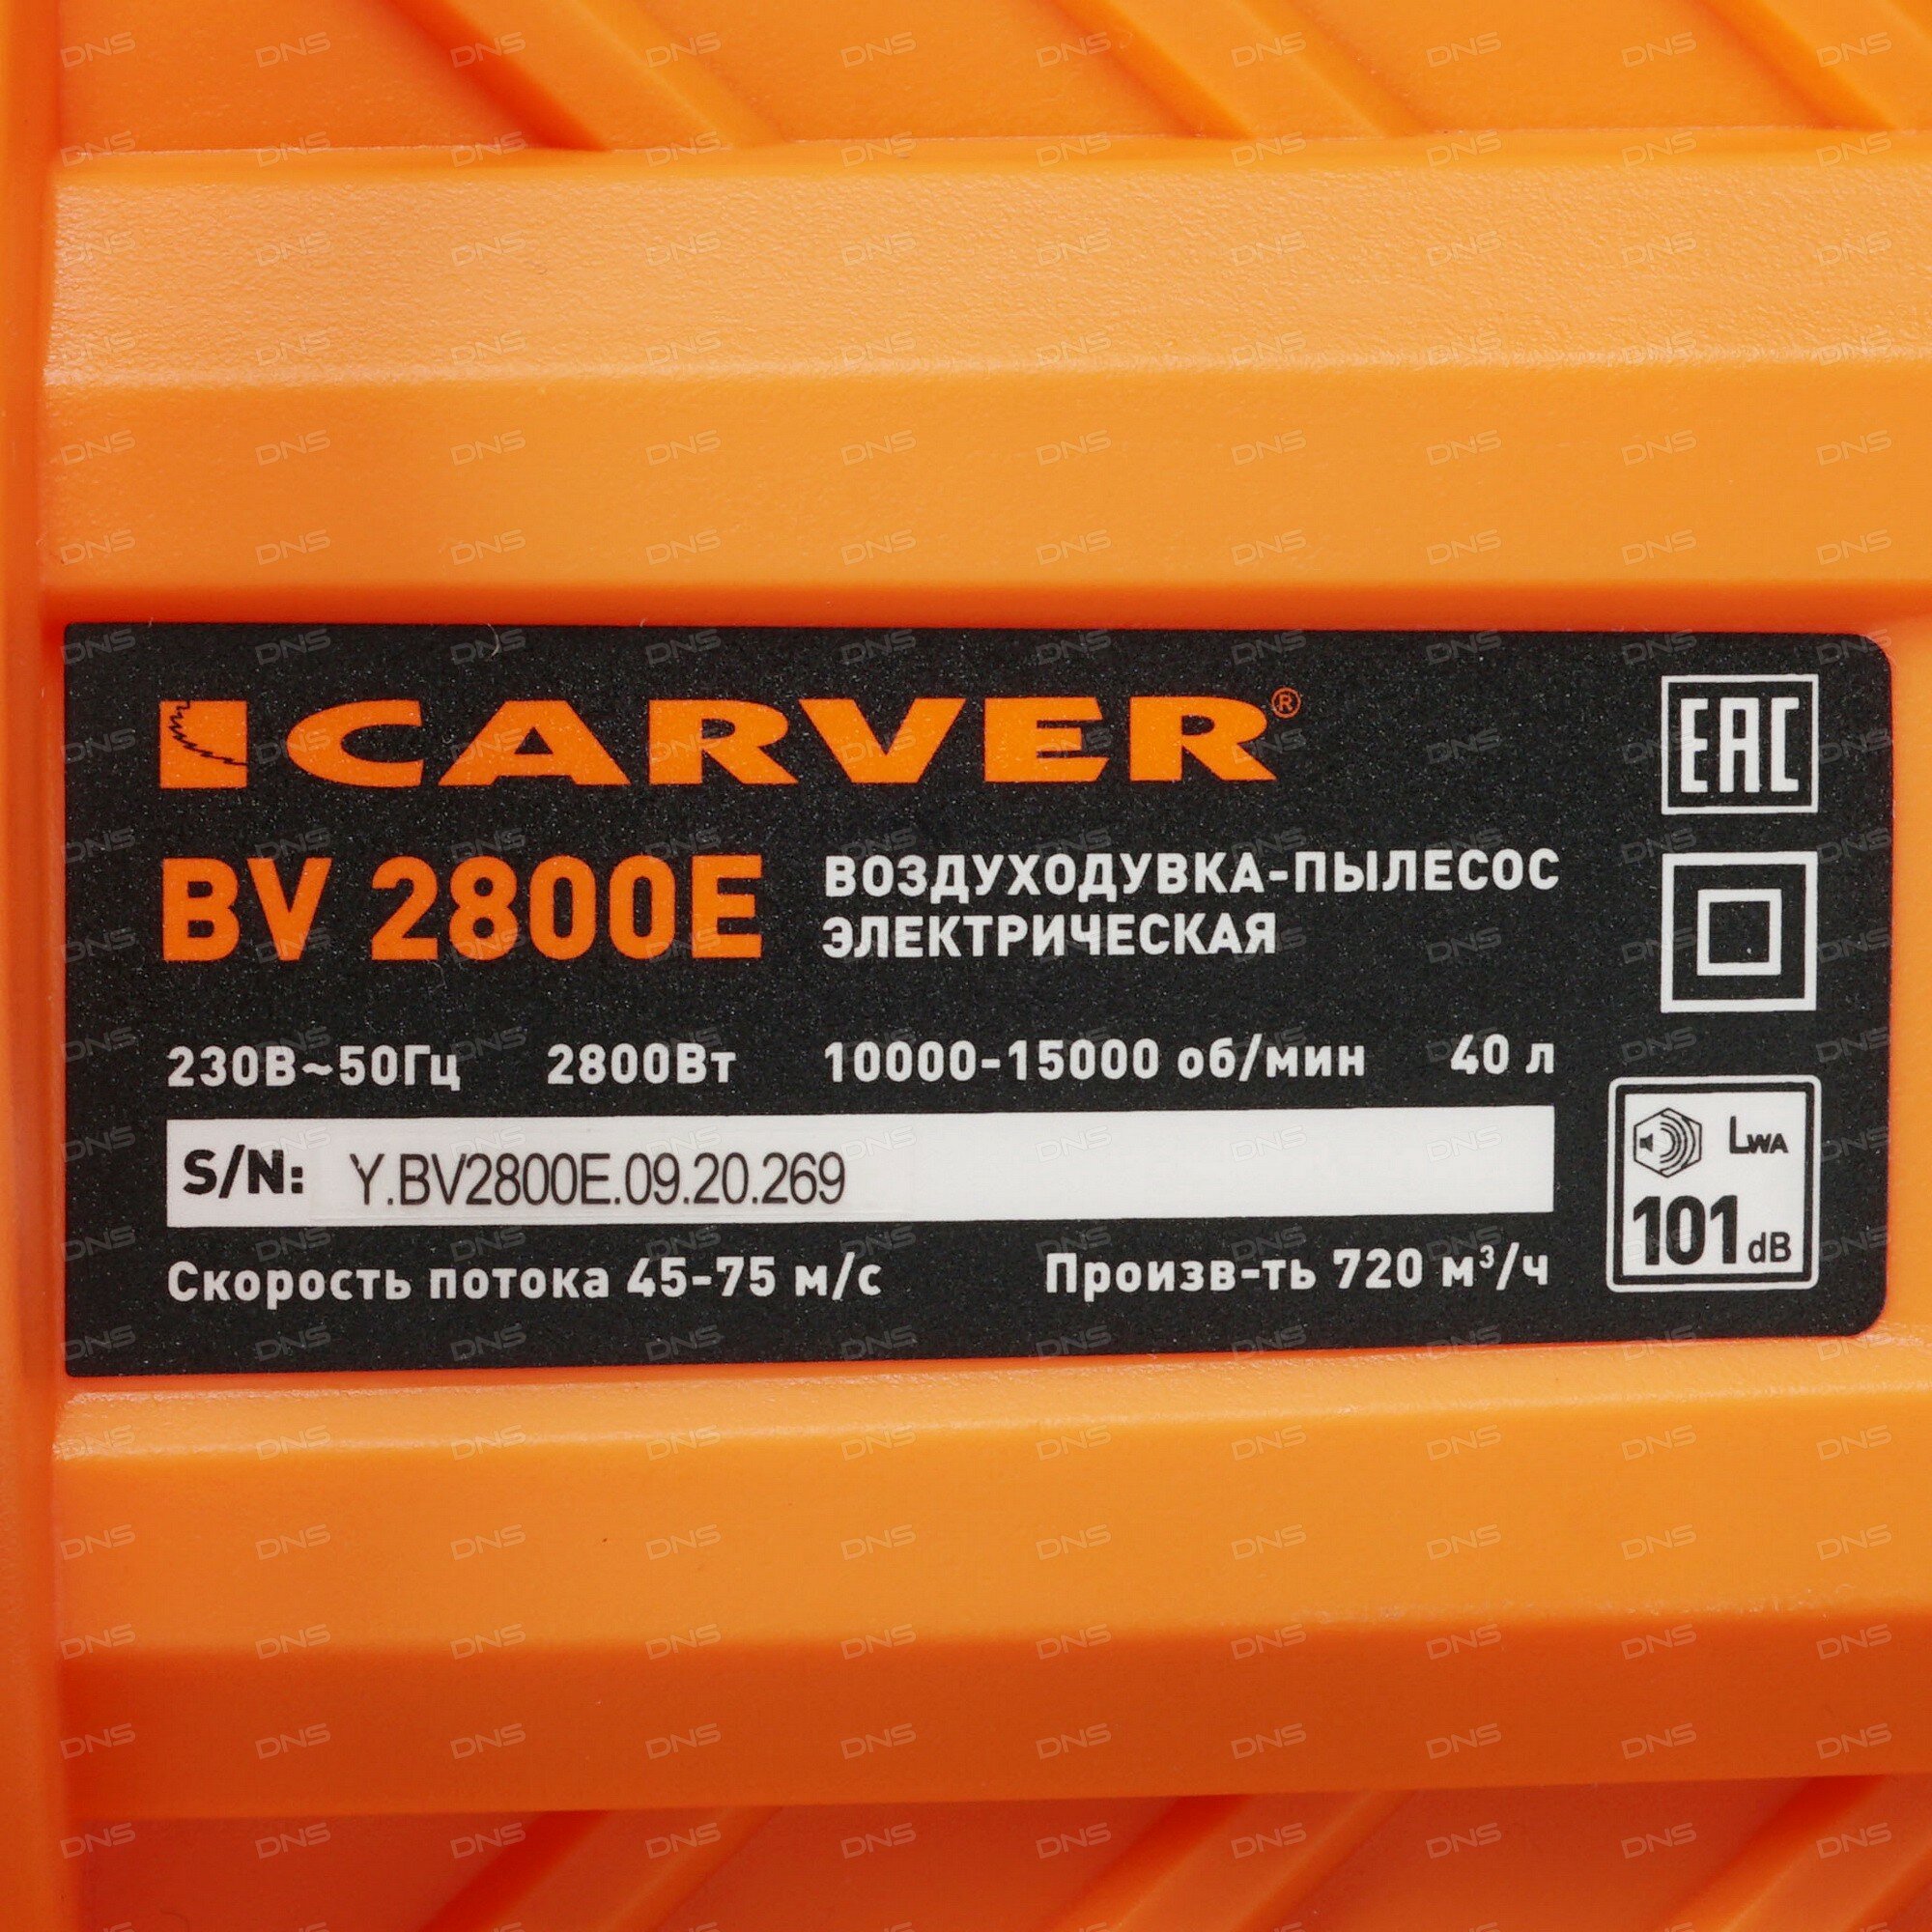 CARVER®
EAC
BV 2800E
ВОЗДУХОДУВКА-ПЫЛЕСОС
ЭЛЕКТРИЧЕСКАЯ
230В~50Гц 2800Вт 10000-15000 об/мин 40 л
S/N: Y.BV2800E.09.20.269
LWA
101 dB
Скорость потока 45-75 м/с Произв-ть 720 м³/ч
DNS